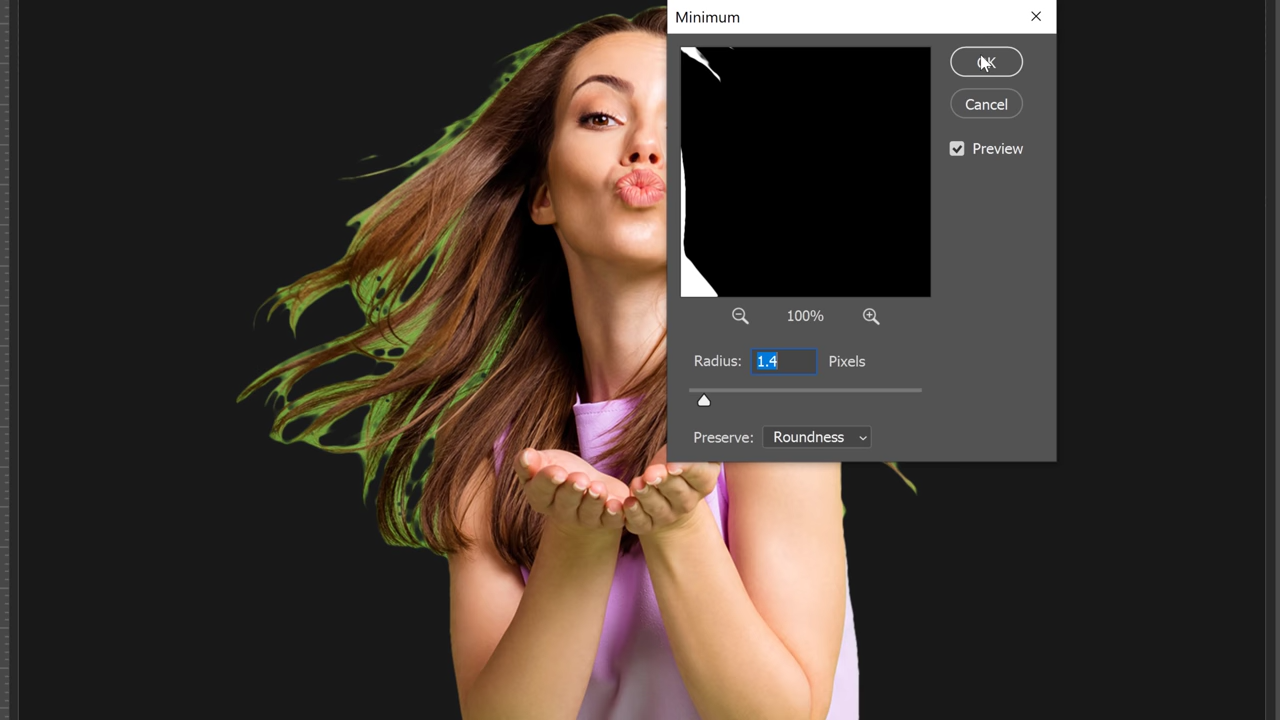 Minimum
OK
Cancel
Preview
100%
Radius: 1.4 Pixels
Preserve: Roundness